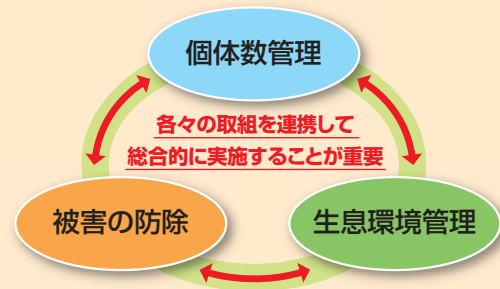 個体数管理
各々の取組を連携して
総合的に実施することが重要
被害の防除
生息環境管理